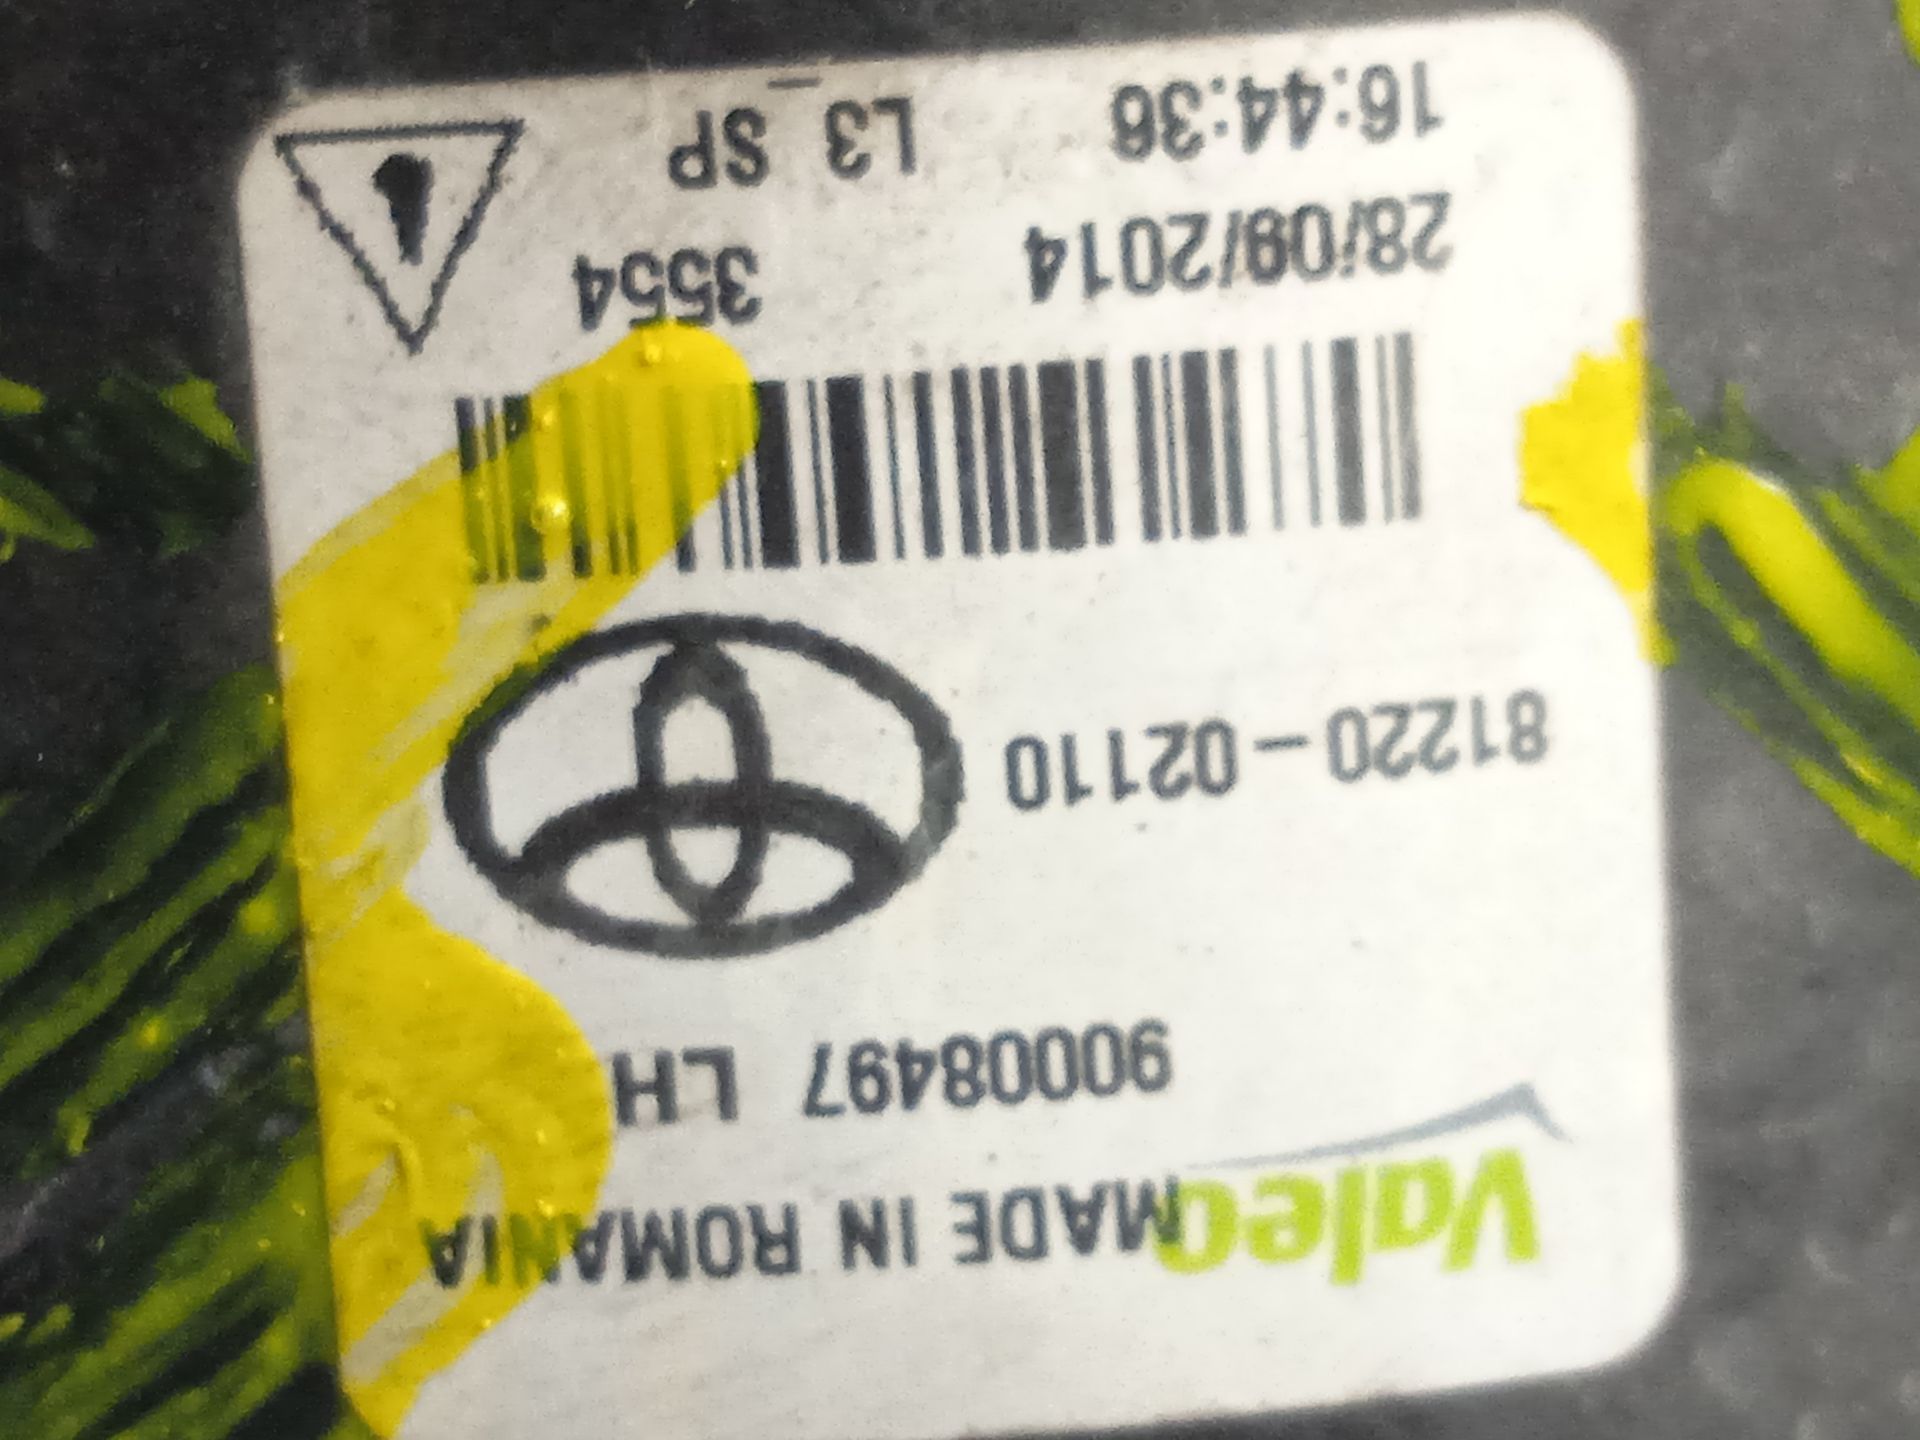 Valeo MADE IN ROMANIA
90008497 LH
81220-02110
28/09/2014 3554
16:44:36 L3_SP